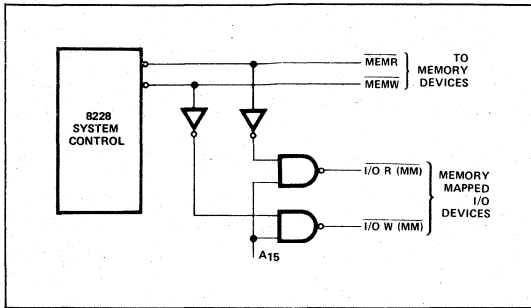 8228
SYSTEM
CONTROL
MEMR
MEMW
TO
MEMORY
DEVICES
I/O R (MM)
I/O W (MM)
MEMORY
MAPPED
I/O
DEVICES
A15